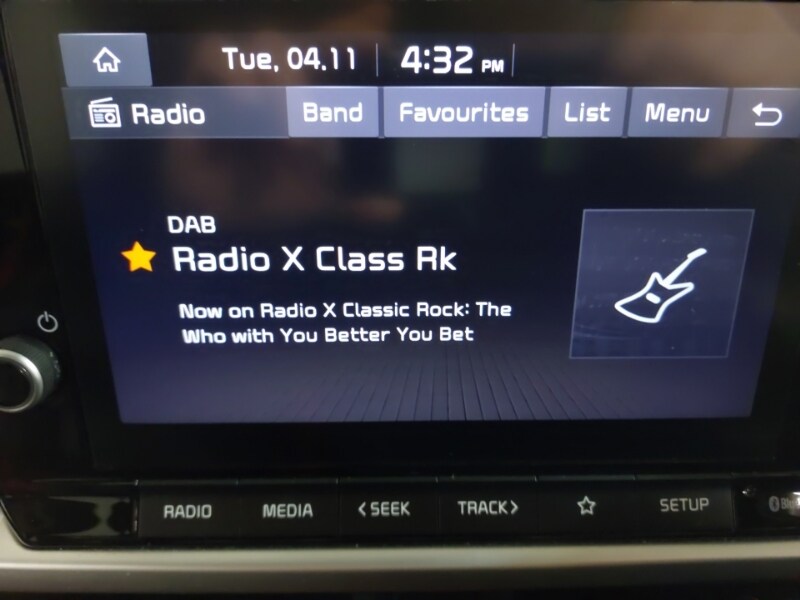 Tue, 04.11 4:32 PM
Radio Band Favourites List Menu
DAB
Radio X Class Rk
Now on Radio X Classic Rock: The
Who with You Better You Bet
RADIO MEDIA <SEEK TRACK> SETUP